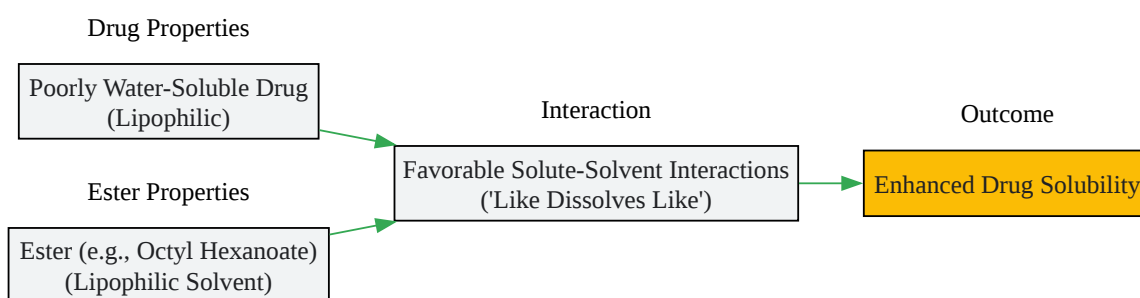 Drug Properties
Poorly Water-Soluble Drug
(Lipophilic)
Ester Properties
Ester (e.g., Octyl Hexanoate)
(Lipophilic Solvent)
Interaction
Favorable Solute-Solvent Interactions
('Like Dissolves Like')
Outcome
Enhanced Drug Solubility